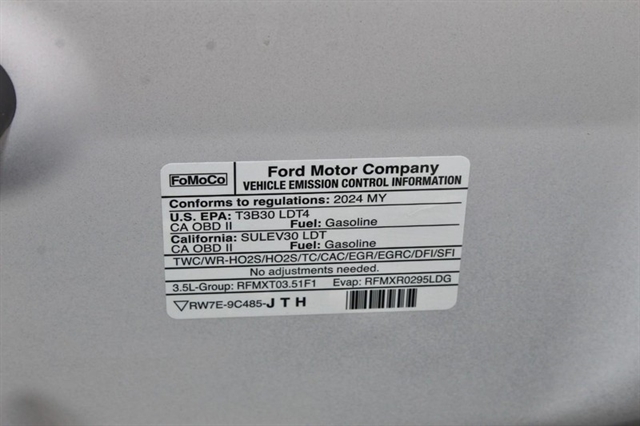 FoMoCo
Ford Motor Company
VEHICLE EMISSION CONTROL INFORMATION
Conforms to regulations: 2024 MY
U.S. EPA: T3B30 LDT4
CA OBD II Fuel: Gasoline
California: SULEV30 LDT
CA OBD II Fuel: Gasoline
TWC/WR-HO2S/HO2S/TC/CAC/EGR/EGRC/DFI/SFI
No adjustments needed.
3.5L-Group: RFMXT03.51F1 Evap: RFMXR0295LDG
RW7E-9C485-JTH